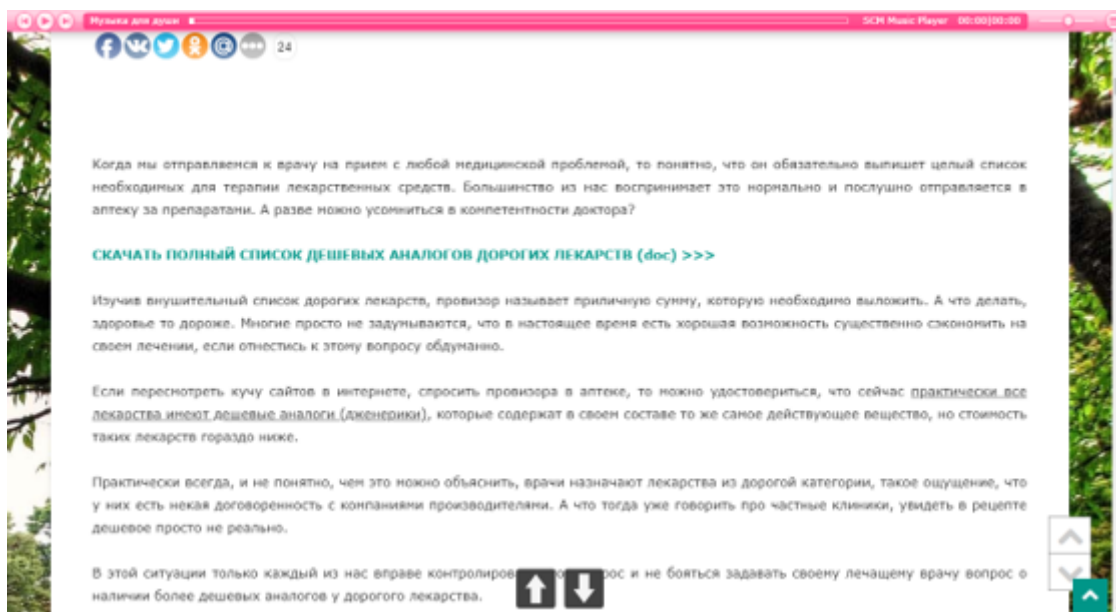 Музыка для души
SCM Music Player 00:00|00:00
24
Когда мы отправляемся к врачу на прием с любой медицинской проблемой, то понятно, что он обязательно выпишет целый список
необходимых для терапии лекарственных средств. Большинство из нас воспринимает это нормально и послушно отправляется в
аптеку за препаратами. А разве можно усомниться в компетентности доктора?
СКАЧАТЬ ПОЛНЫЙ СПИСОК ДЕШЕВЫХ АНАЛОГОВ ДОРОГИХ ЛЕКАРСТВ (doc) >>>
Изучив внушительный список дорогих лекарств, провизор называет приличную сумму, которую необходимо выложить. А что делать,
здоровье то дороже. Многие просто не задумываются, что в настоящее время есть хорошая возможность существенно сэкономить на
своем лечении, если отнестись к этому вопросу обдуманно.
Если пересмотреть кучу сайтов в интернете, спросить провизора в аптеке, то можно удостовериться, что сейчас практически все
лекарства имеют дешевые аналоги (дженерики), которые содержат в своем составе то же самое действующее вещество, но стоимость
таких лекарств гораздо ниже.
Практически всегда, и не понятно, чем это можно объяснить, врачи назначают лекарства из дорогой категории, такое ощущение, что
у них есть некая договоренность с компаниями производителями. А что тогда уже говорить про частные клиники, увидеть в рецепте
дешевое просто не реально.
В этой ситуации только каждый из нас вправе и не бояться задавать своему лечащему врачу вопрос о
наличии более дешевых аналогов у дорогого лекарства.